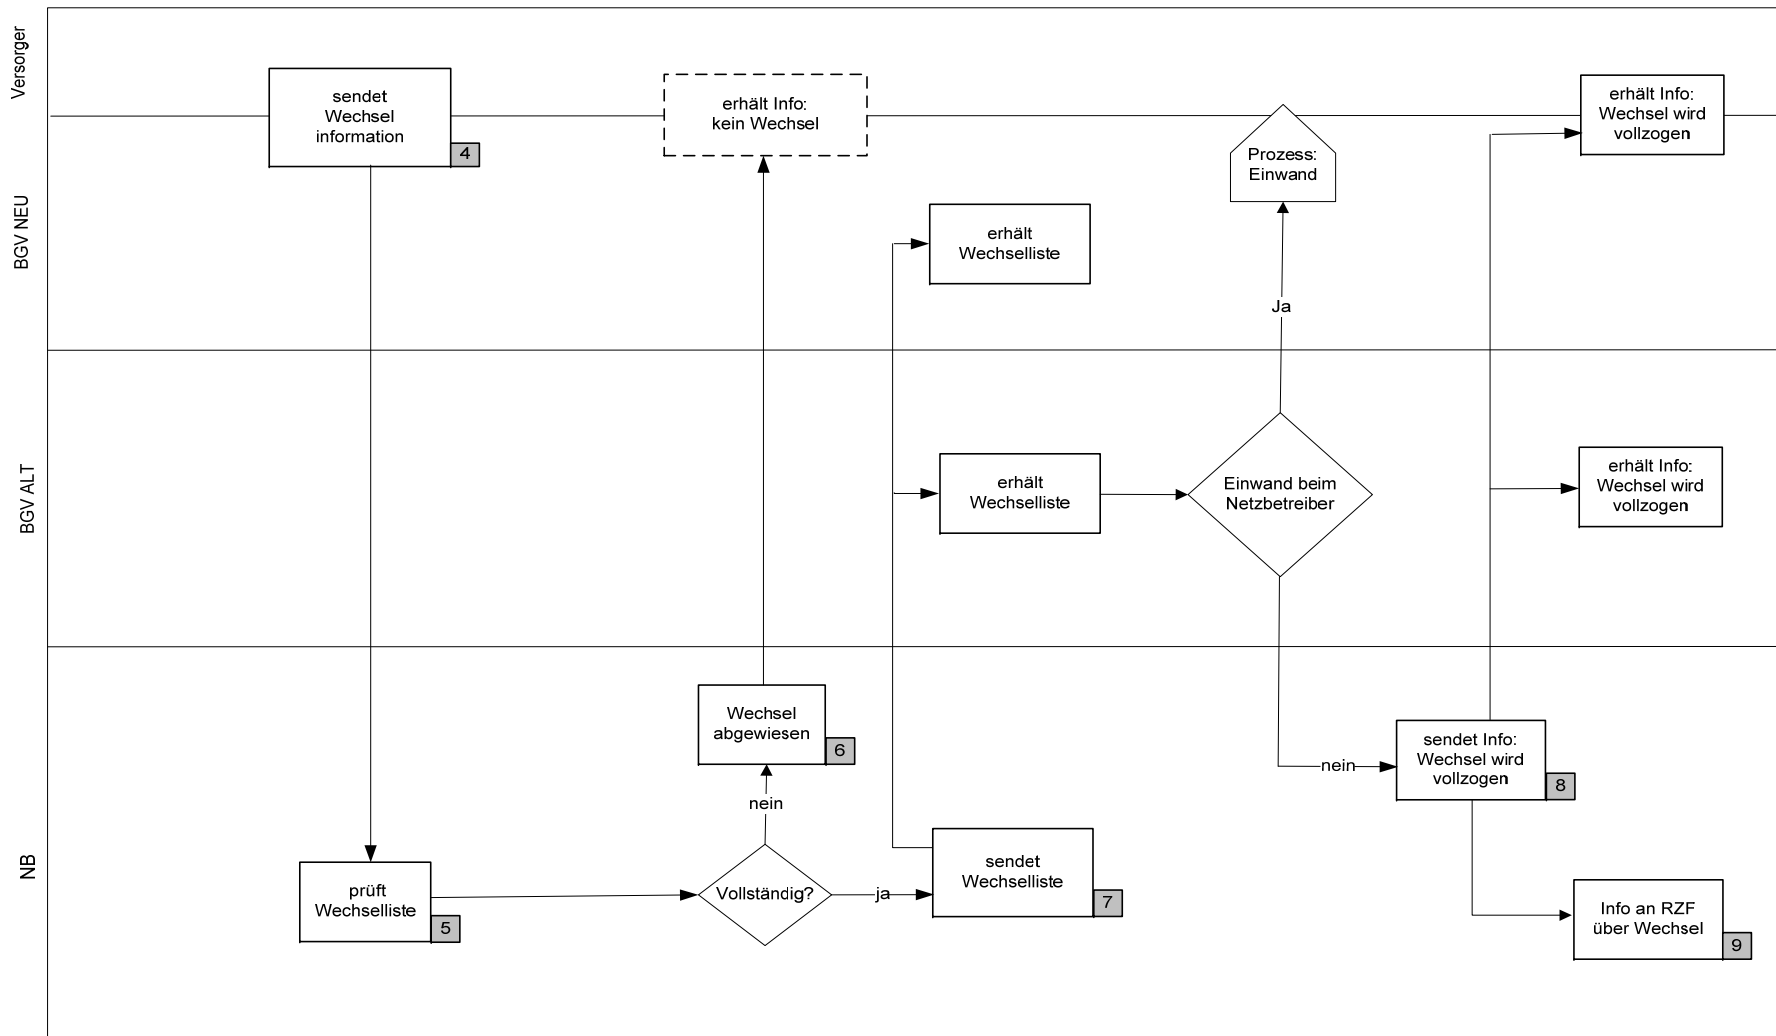 Versorger
sendet
Wechsel
information
4
erhält Info:
kein Wechsel
Prozess:
Einwand
erhält Info:
Wechsel wird
vollzogen
BGV NEU
erhält
Wechselliste
Ja
BGV ALT
erhält
Wechselliste
Einwand beim
Netzbetreiber
erhält Info:
Wechsel wird
vollzogen
NB
Wechsel
abgewiesen
6
nein
sendet Info:
Wechsel wird
vollzogen
8
nein
prüft
Wechselliste
5
Vollständig?
ja
sendet
Wechselliste
7
Info an RZF
über Wechsel
9